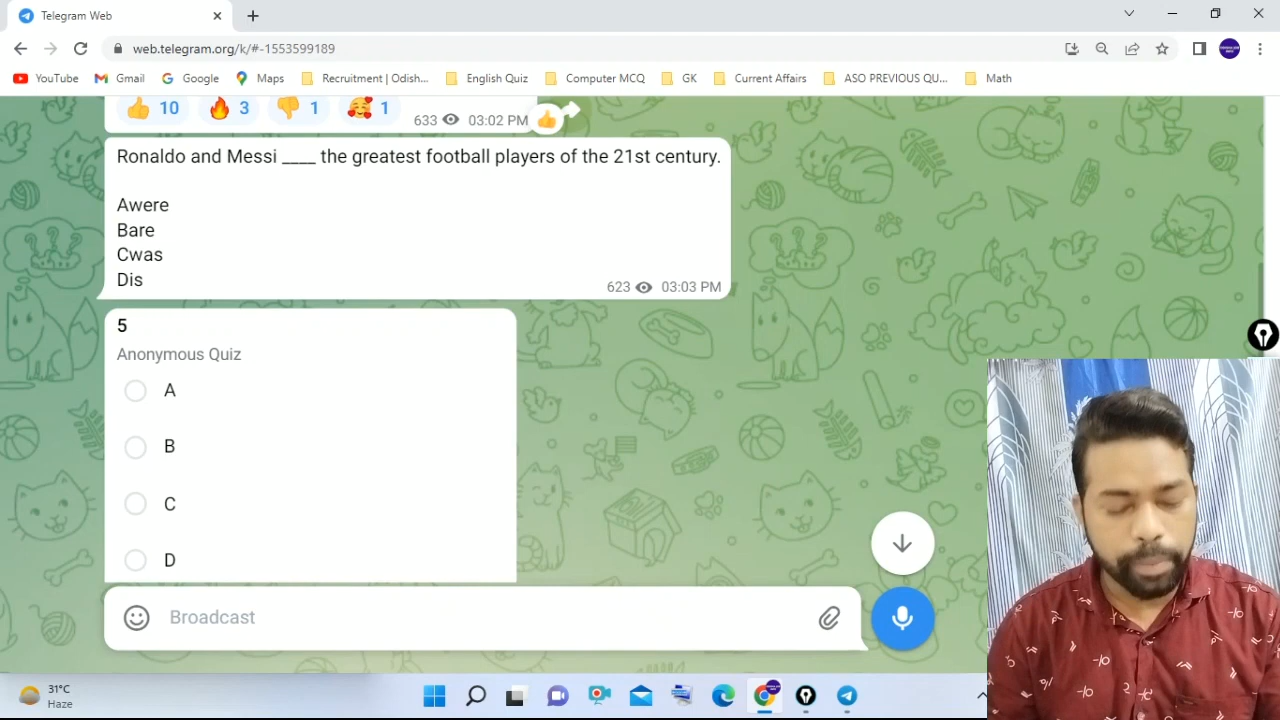 Telegram Web
web.telegram.org/k/#-1553599189
YouTube
Gmail
Google
Maps
Recruitment | Odish...
English Quiz
Computer MCQ
GK
Current Affairs
ASO PREVIOUS QU...
Math
10
3
1
1
633
03:02 PM
Ronaldo and Messi ____ the greatest football players of the 21st century.
Awere
Bare
Cwas
Dis
623
03:03 PM
5
Anonymous Quiz
A
B
C
D
Broadcast
31°C
Haze